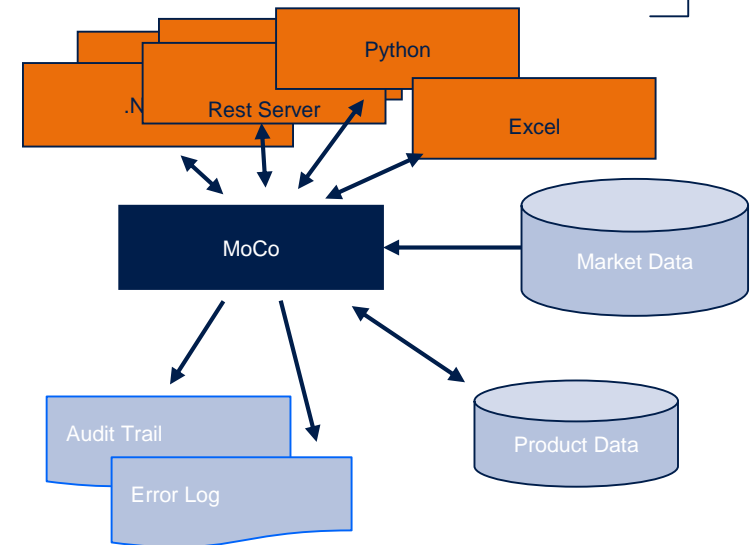 Python
.N
Rest Server
Excel
MoCo
Market Data
Product Data
Audit Trail
Error Log